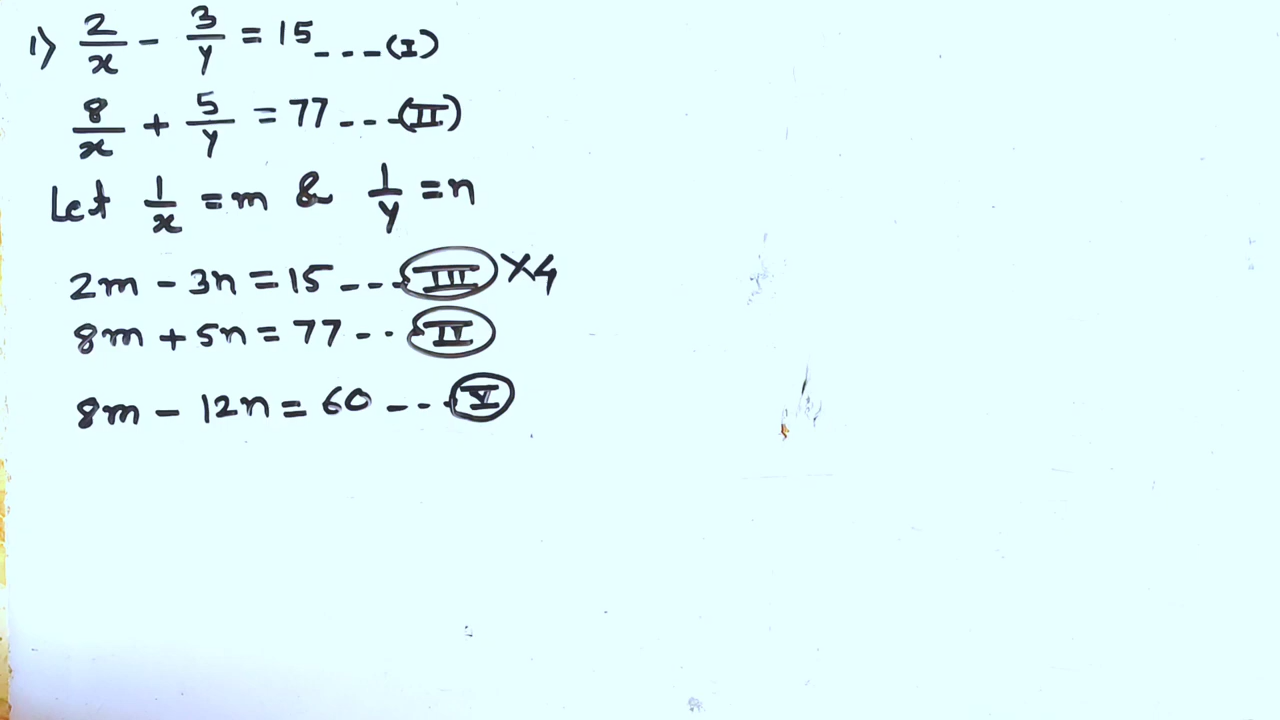 1) 2/x - 3/y = 15 ---(I)
8/x + 5/y = 77 ---(II)
Let 1/x = m & 1/y = n
2m - 3n = 15 --- III ×4
8m + 5n = 77 -- IV
8m - 12n = 60 --- V